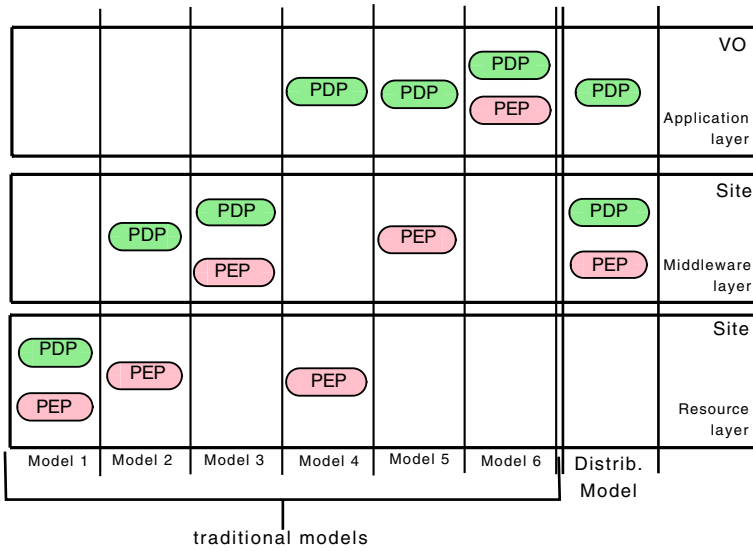 VO
PDP
PDP
PDP
PEP
PDP
Application
layer
Site
PDP
PDP
PEP
PEP
PDP
PEP
Middleware
layer
Site
PDP
PEP
PEP
PEP
Resource
layer
Model 1
Model 2
Model 3
Model 4
Model 5
Model 6
Distrib.
Model
traditional models